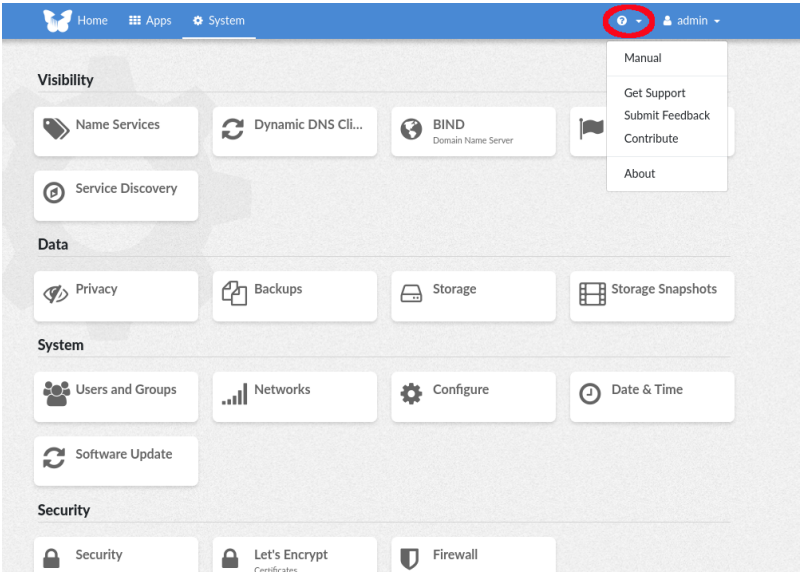 Home
Apps
System
admin
Manual
Get Support
Submit Feedback
Contribute
About
Visibility
Name Services
Dynamic DNS Cli...
BIND
Domain Name Server
Service Discovery
Data
Privacy
Backups
Storage
Storage Snapshots
System
Users and Groups
Networks
Configure
Date & Time
Software Update
Security
Security
Let's Encrypt
Certificates
Firewall